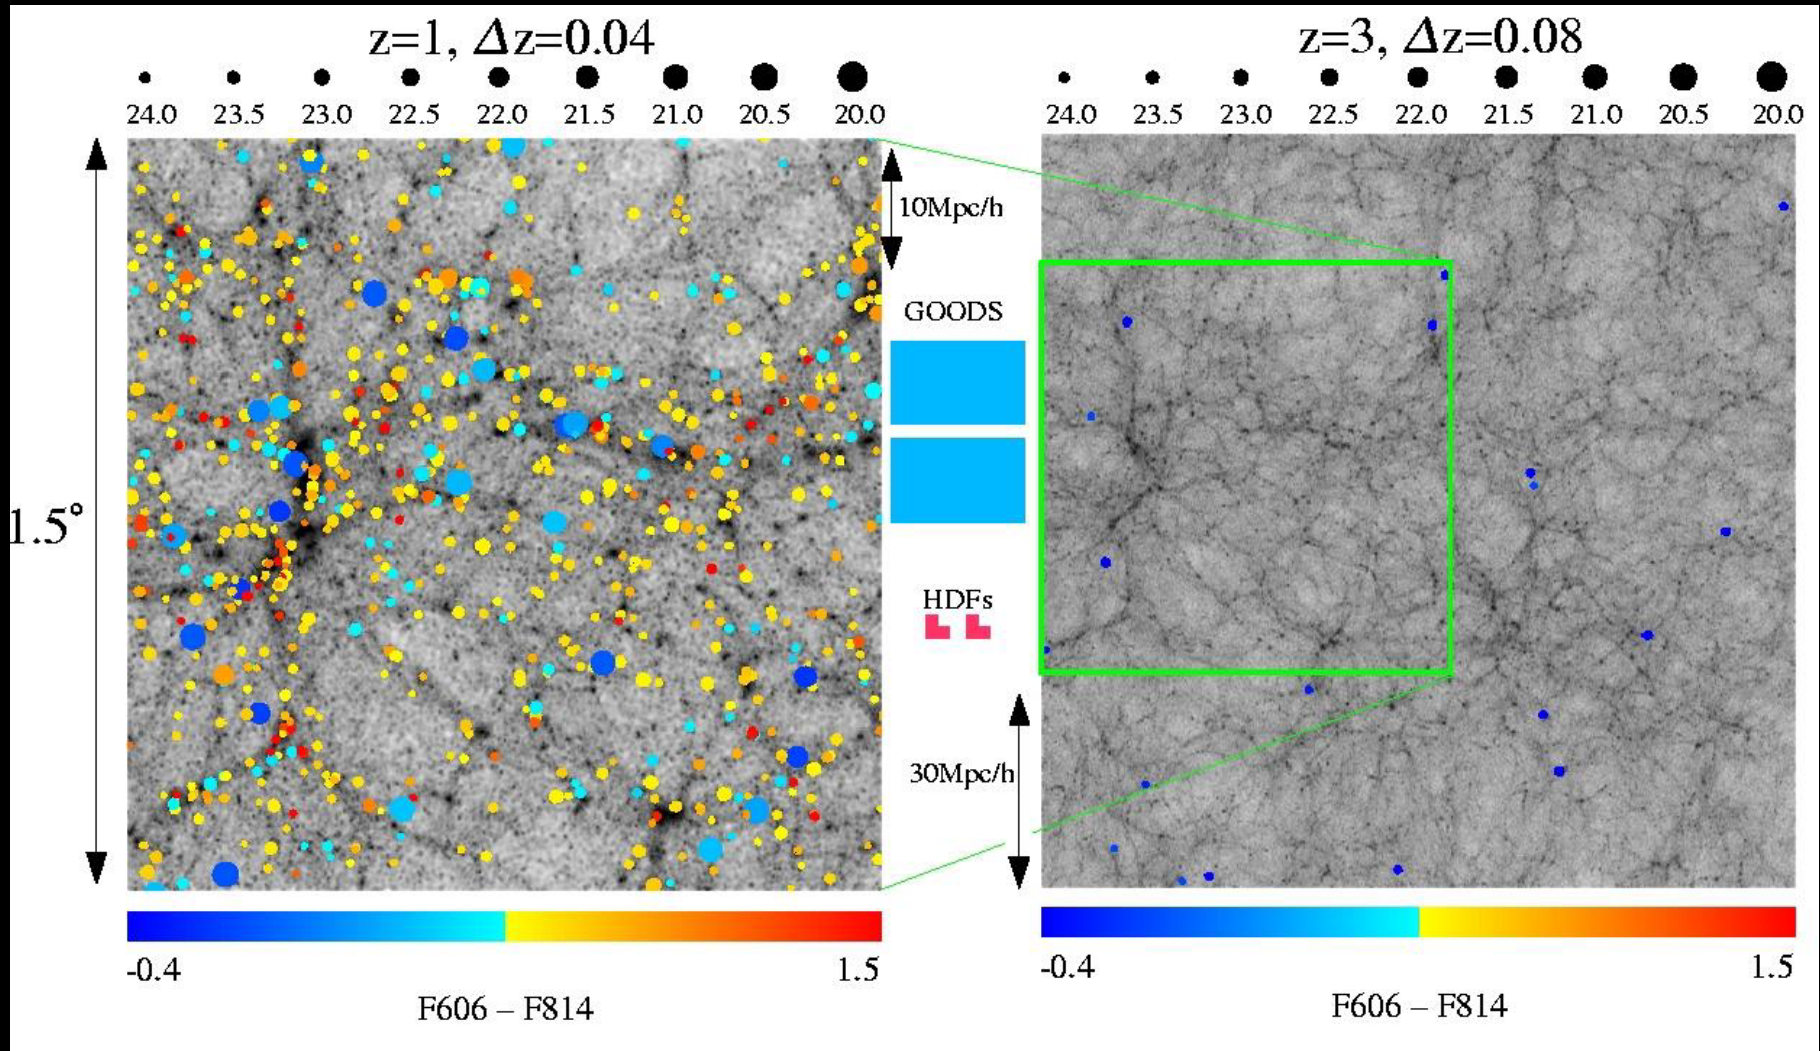 z=1, Δz=0.04
24.0 23.5 23.0 22.5 22.0 21.5 21.0 20.5 20.0
1.5°
-0.4 1.5
F606 – F814
10Mpc/h
GOODS
HDFs
30Mpc/h
z=3, Δz=0.08
24.0 23.5 23.0 22.5 22.0 21.5 21.0 20.5 20.0
-0.4 1.5
F606 – F814